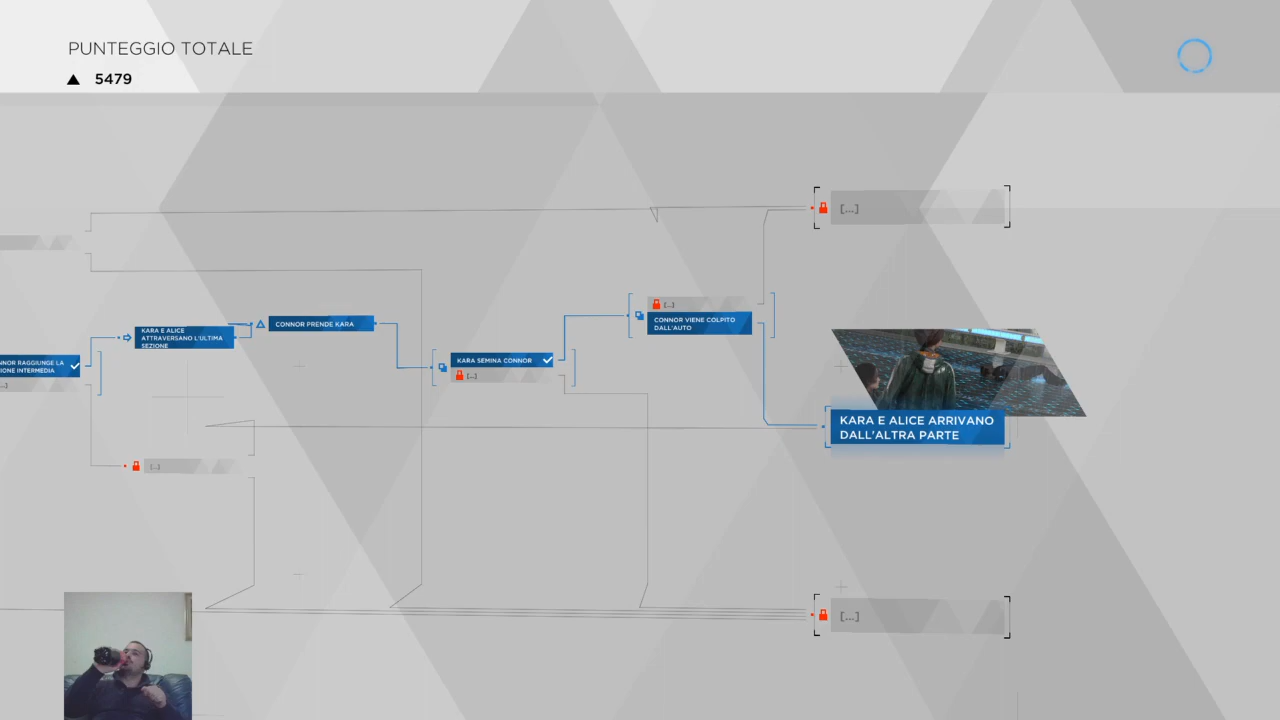 PUNTEGGIO TOTALE
5479
[...]
[...]
CONNOR VIENE COLPITO
DALL'AUTO
CONNOR PRENDE KARA
KARA E ALICE
ATTRAVERSANO L'ULTIMA
SEZIONE
NNOR RAGGIUNGE LA
IONE INTERMEDIA
...]
KARA SEMINA CONNOR
[...]
KARA E ALICE ARRIVANO
DALL'ALTRA PARTE
[...]
[...]